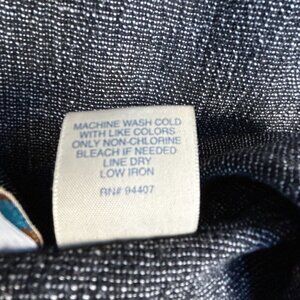 MACHINE WASH COLD
WITH LIKE COLORS
ONLY NON-CHLORINE
BLEACH IF NEEDED
LINE DRY
LOW IRON
RN# 94407